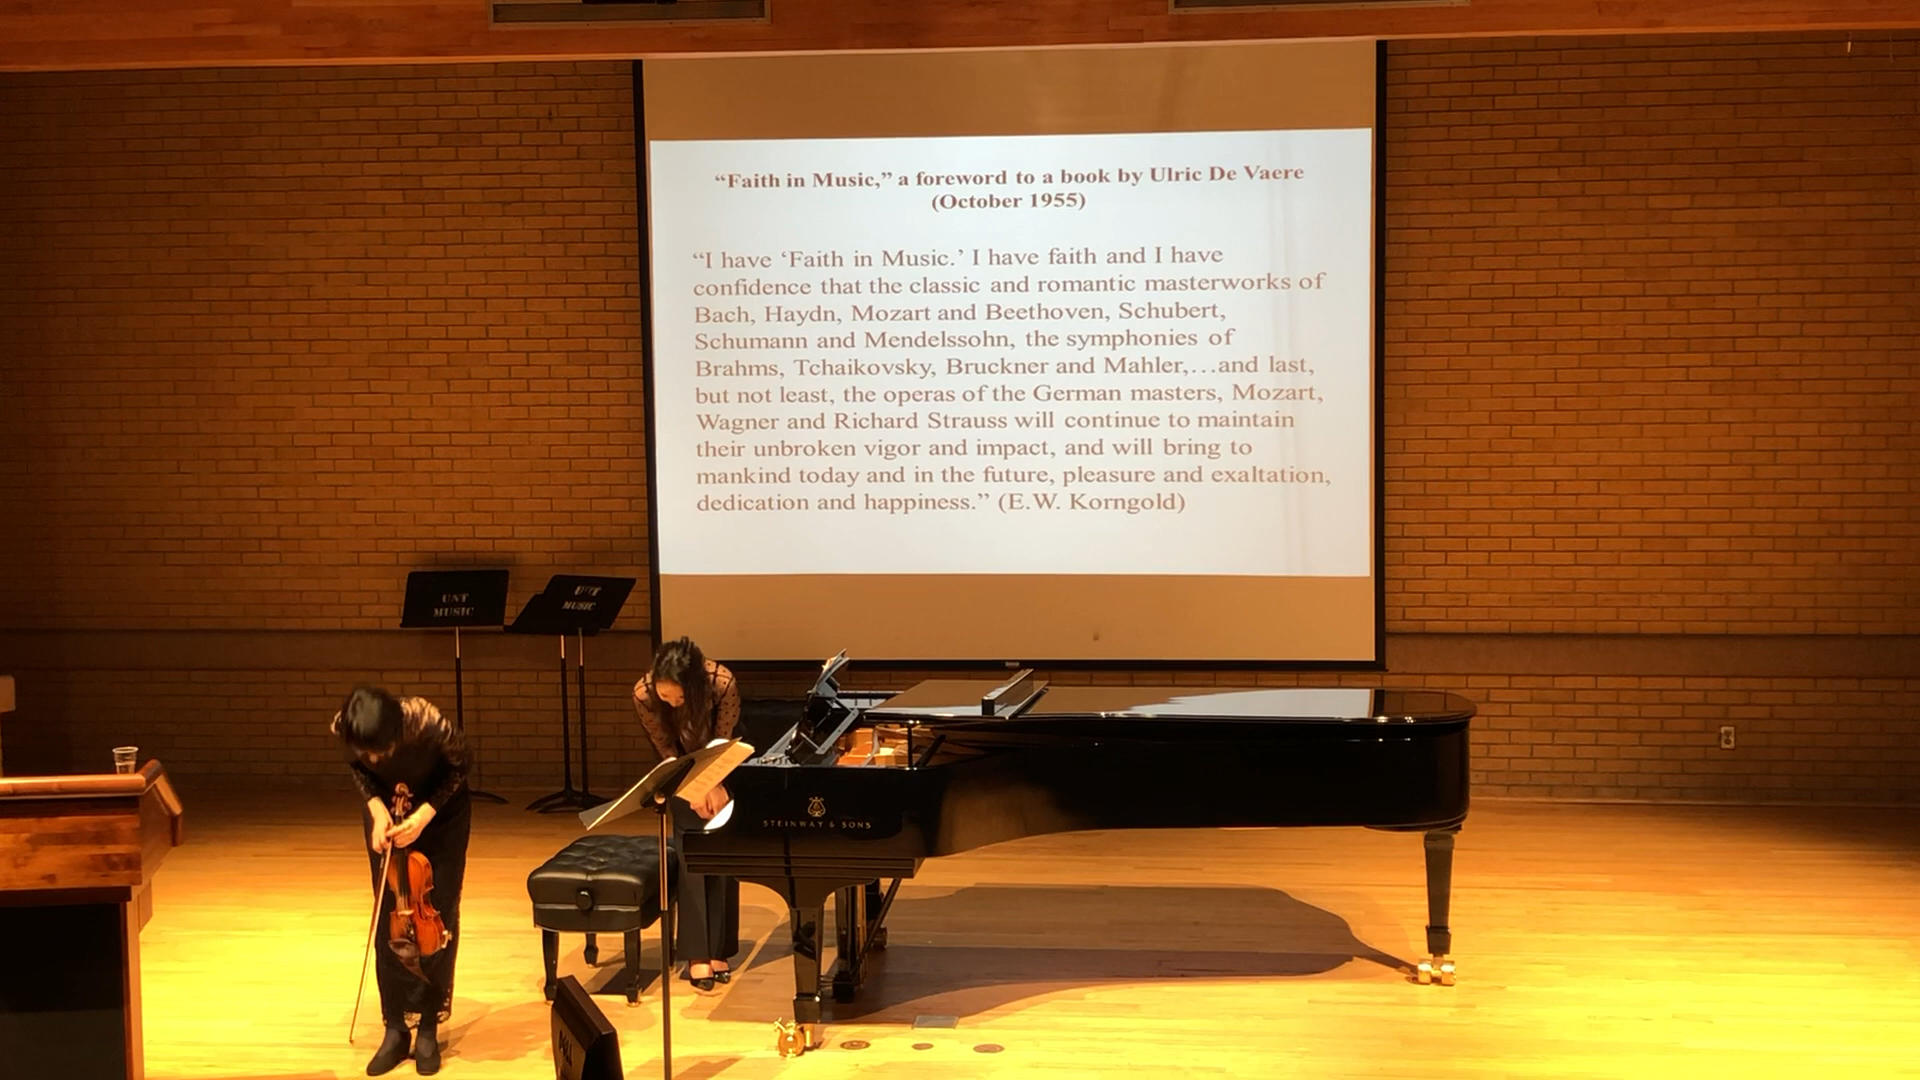 “Faith in Music,” a foreword to a book by Ulric De Vaere
(October 1955)
“I have ‘Faith in Music.’ I have faith and I have
confidence that the classic and romantic masterworks of
Bach, Haydn, Mozart and Beethoven, Schubert,
Schumann and Mendelssohn, the symphonies of
Brahms, Tchaikovsky, Bruckner and Mahler,…and last,
but not least, the operas of the German masters, Mozart,
Wagner and Richard Strauss will continue to maintain
their unbroken vigor and impact, and will bring to
mankind today and in the future, pleasure and exaltation,
dedication and happiness.” (E.W. Korngold)
UNT
MUSIC
UNT
MUSIC
STEINWAY & SONS
DELL